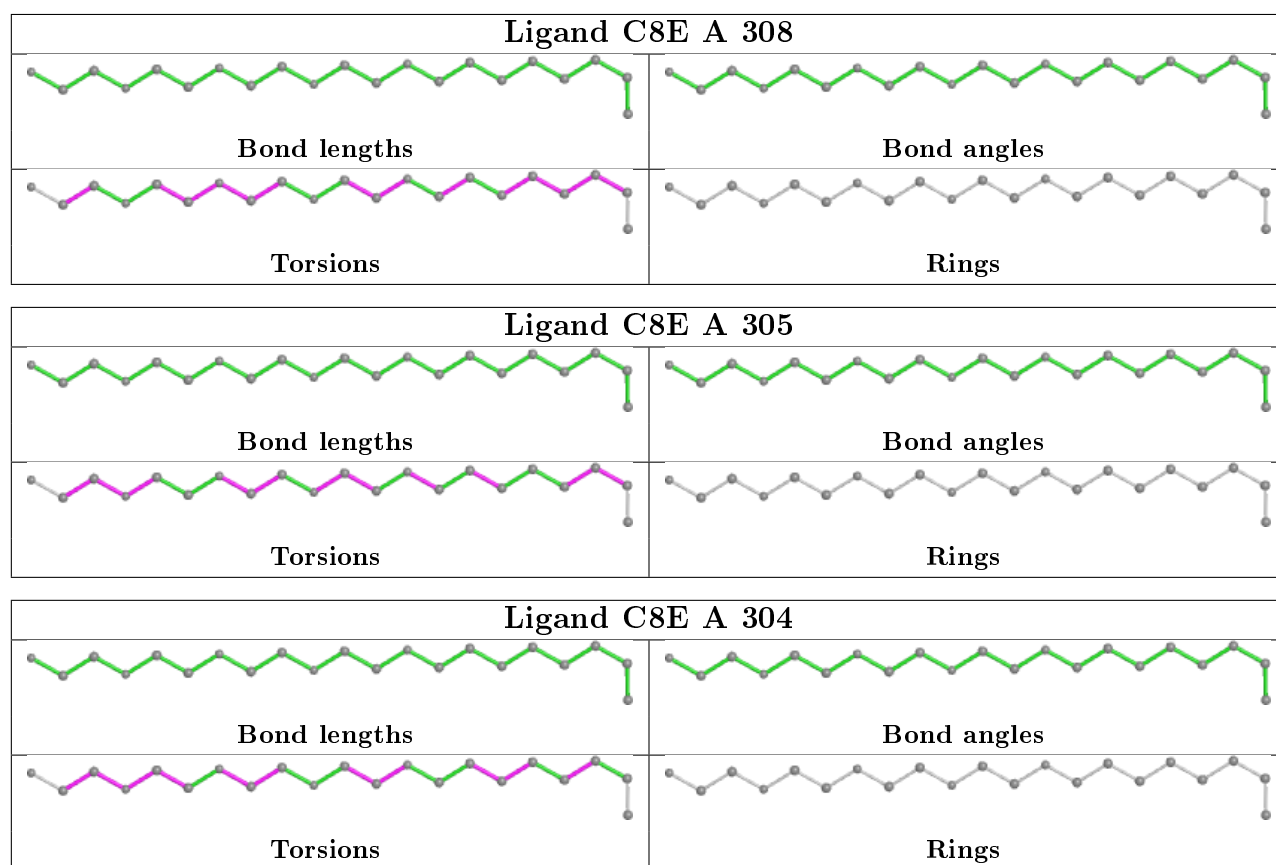 Ligand C8E A 308
Bond lengths Bond angles
Torsions Rings
Ligand C8E A 305
Bond lengths Bond angles
Torsions Rings
Ligand C8E A 304
Bond lengths Bond angles
Torsions Rings